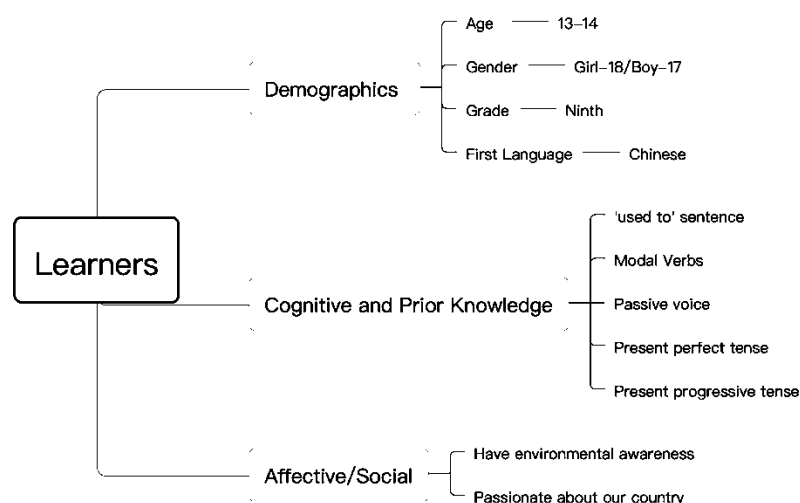 Learners
Demographics
Age
13-14
Gender
Girl-18/Boy-17
Grade
Ninth
First Language
Chinese
Cognitive and Prior Knowledge
'used to' sentence
Modal Verbs
Passive voice
Present perfect tense
Present progressive tense
Affective/Social
Have environmental awareness
Passionate about our country